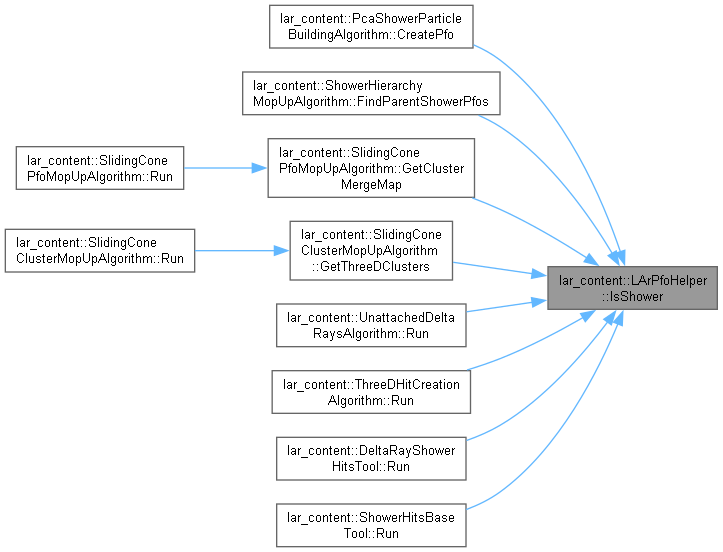 lar_content::PcaShowerParticle
BuildingAlgorithm::CreatePfo
lar_content::ShowerHierarchy
MopUpAlgorithm::FindParentShowerPfos
lar_content::SlidingCone
PfoMopUpAlgorithm::Run
lar_content::SlidingCone
PfoMopUpAlgorithm::GetCluster
MergeMap
lar_content::SlidingCone
ClusterMopUpAlgorithm::Run
lar_content::SlidingCone
ClusterMopUpAlgorithm
::GetThreeDClusters
lar_content::LArPfoHelper
::IsShower
lar_content::UnattachedDelta
RaysAlgorithm::Run
lar_content::ThreeDHitCreation
Algorithm::Run
lar_content::DeltaRayShower
HitsTool::Run
lar_content::ShowerHitsBase
Tool::Run